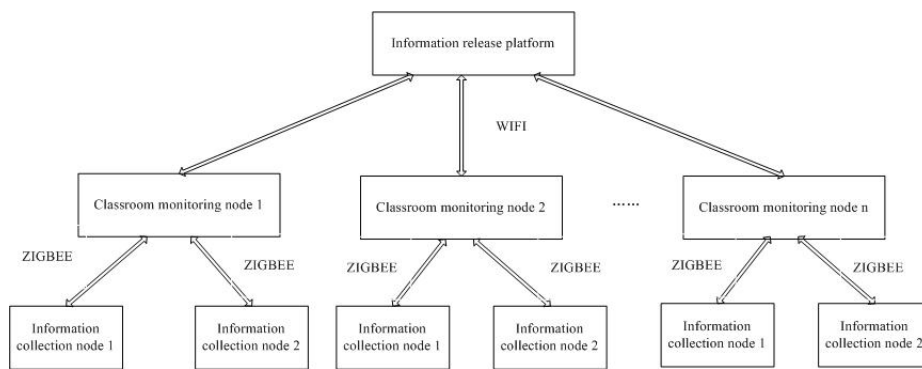 Information release platform
WIFI
Classroom monitoring node 1
Classroom monitoring node 2
......
Classroom monitoring node n
ZIGBEE
ZIGBEE
ZIGBEE
ZIGBEE
ZIGBEE
ZIGBEE
Information
collection node 1
Information
collection node 2
Information
collection node 1
Information
collection node 2
Information
collection node 1
Information
collection node 2